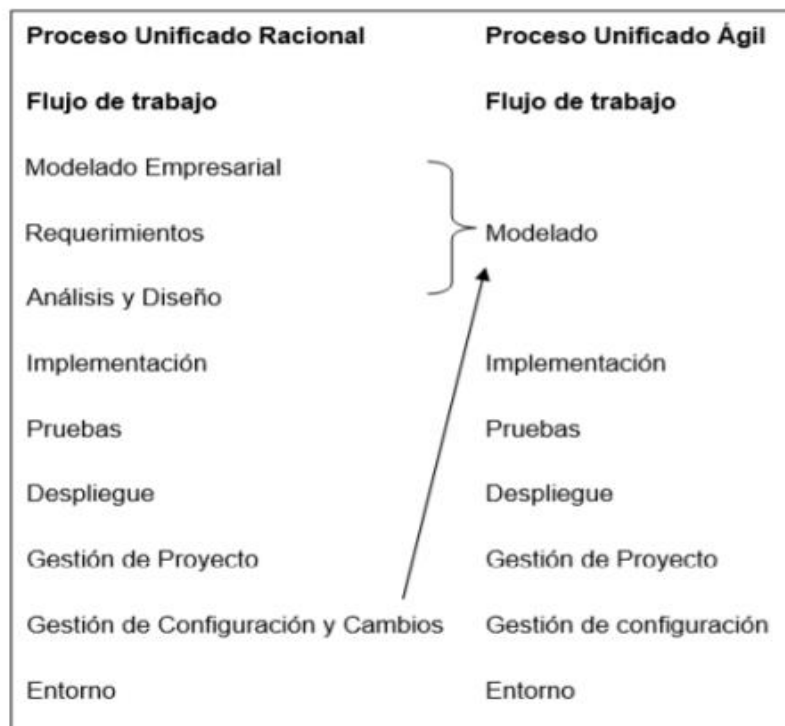 Proceso Unificado Racional Proceso Unificado Ágil
Flujo de trabajo Flujo de trabajo
Modelado Empresarial
Requerimientos Modelado
Análisis y Diseño
Implementación Implementación
Pruebas Pruebas
Despliegue Despliegue
Gestión de Proyecto Gestión de Proyecto
Gestión de Configuración y Cambios Gestión de configuración
Entorno Entorno